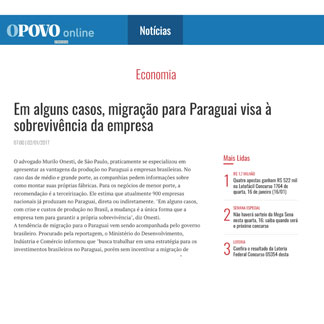 OPOVO online
Notícias
Economia
Em alguns casos, migração para Paraguai visa à
sobrevivência da empresa
07:00 | 02/01/2017
O advogado Murilo Onesti, de São Paulo, praticamente se especializou em
apresentar as vantagens da produção no Paraguai a empresas brasileiras. No
caso das de médio e grande porte, as companhias podem informações sobre
como montar suas próprias fábricas. Para os negócios de menor porte, a
recomendação é a terceirização. Ele estima que atualmente 900 empresas
nacionais já produzam no Paraguai, direta ou indiretamente. "Em alguns casos,
com crise e custos de produção no Brasil, a mudança é a única forma que a
empresa tem para garantir a própria sobrevivência", diz Onesti.
A tendência de migração para o Paraguai vem sendo acompanhada pelo governo
brasileiro. Procurado pela reportagem, o Ministério do Desenvolvimento,
Indústria e Comércio informou que "busca trabalhar em uma estratégia para os
investimentos brasileiros no Paraguai, porém sem incentivar a migração de
Mais Lidas
1
R$ 1,2 MILHÃO
Quatro apostas ganham R$ 522 mil
na Lotofácil Concurso 1764 de
quarta, 16 de janeiro (16/01)
2
SEMANA ESPECIAL
Não haverá sorteio da Mega Sena
nesta quarta, 16; saiba quando será
o próximo concurso
3
LOTERIA
Confira o resultado da Loteria
Federal Concurso 05354 desta